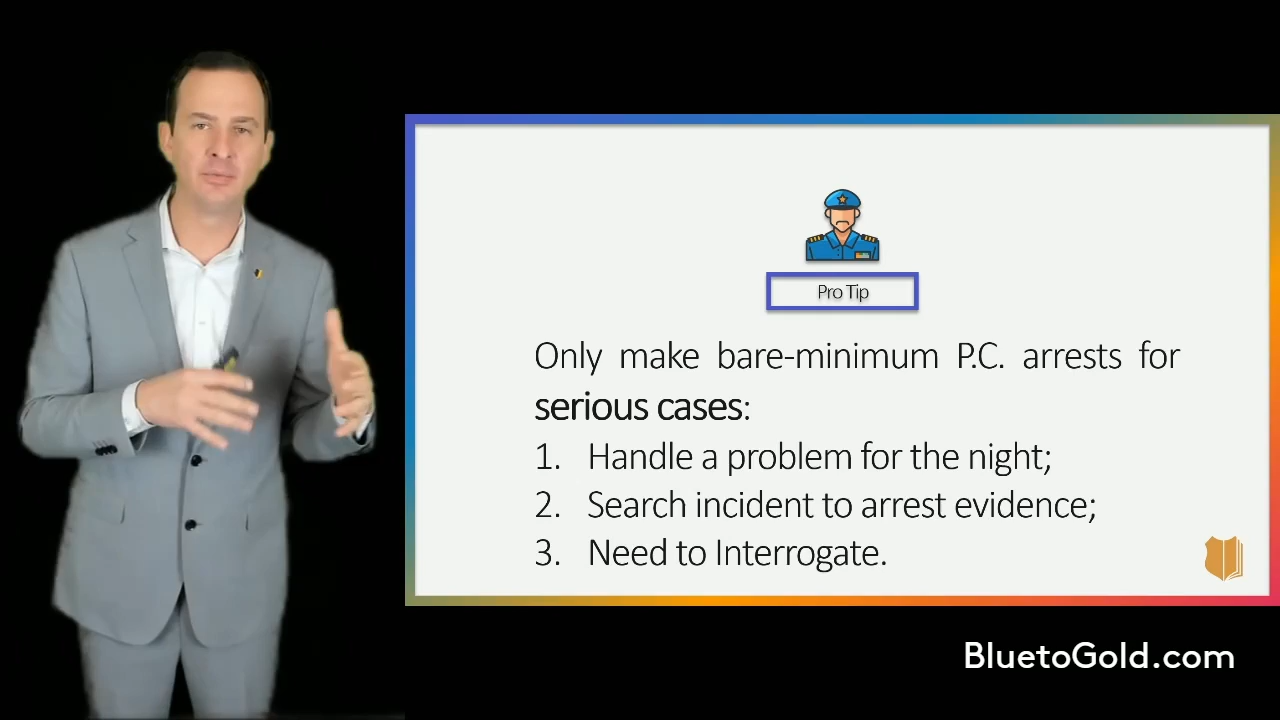 Pro Tip
Only make bare-minimum P.C. arrests for
serious cases:
1. Handle a problem for the night;
2. Search incident to arrest evidence;
3. Need to Interrogate.
BluetoGold.com